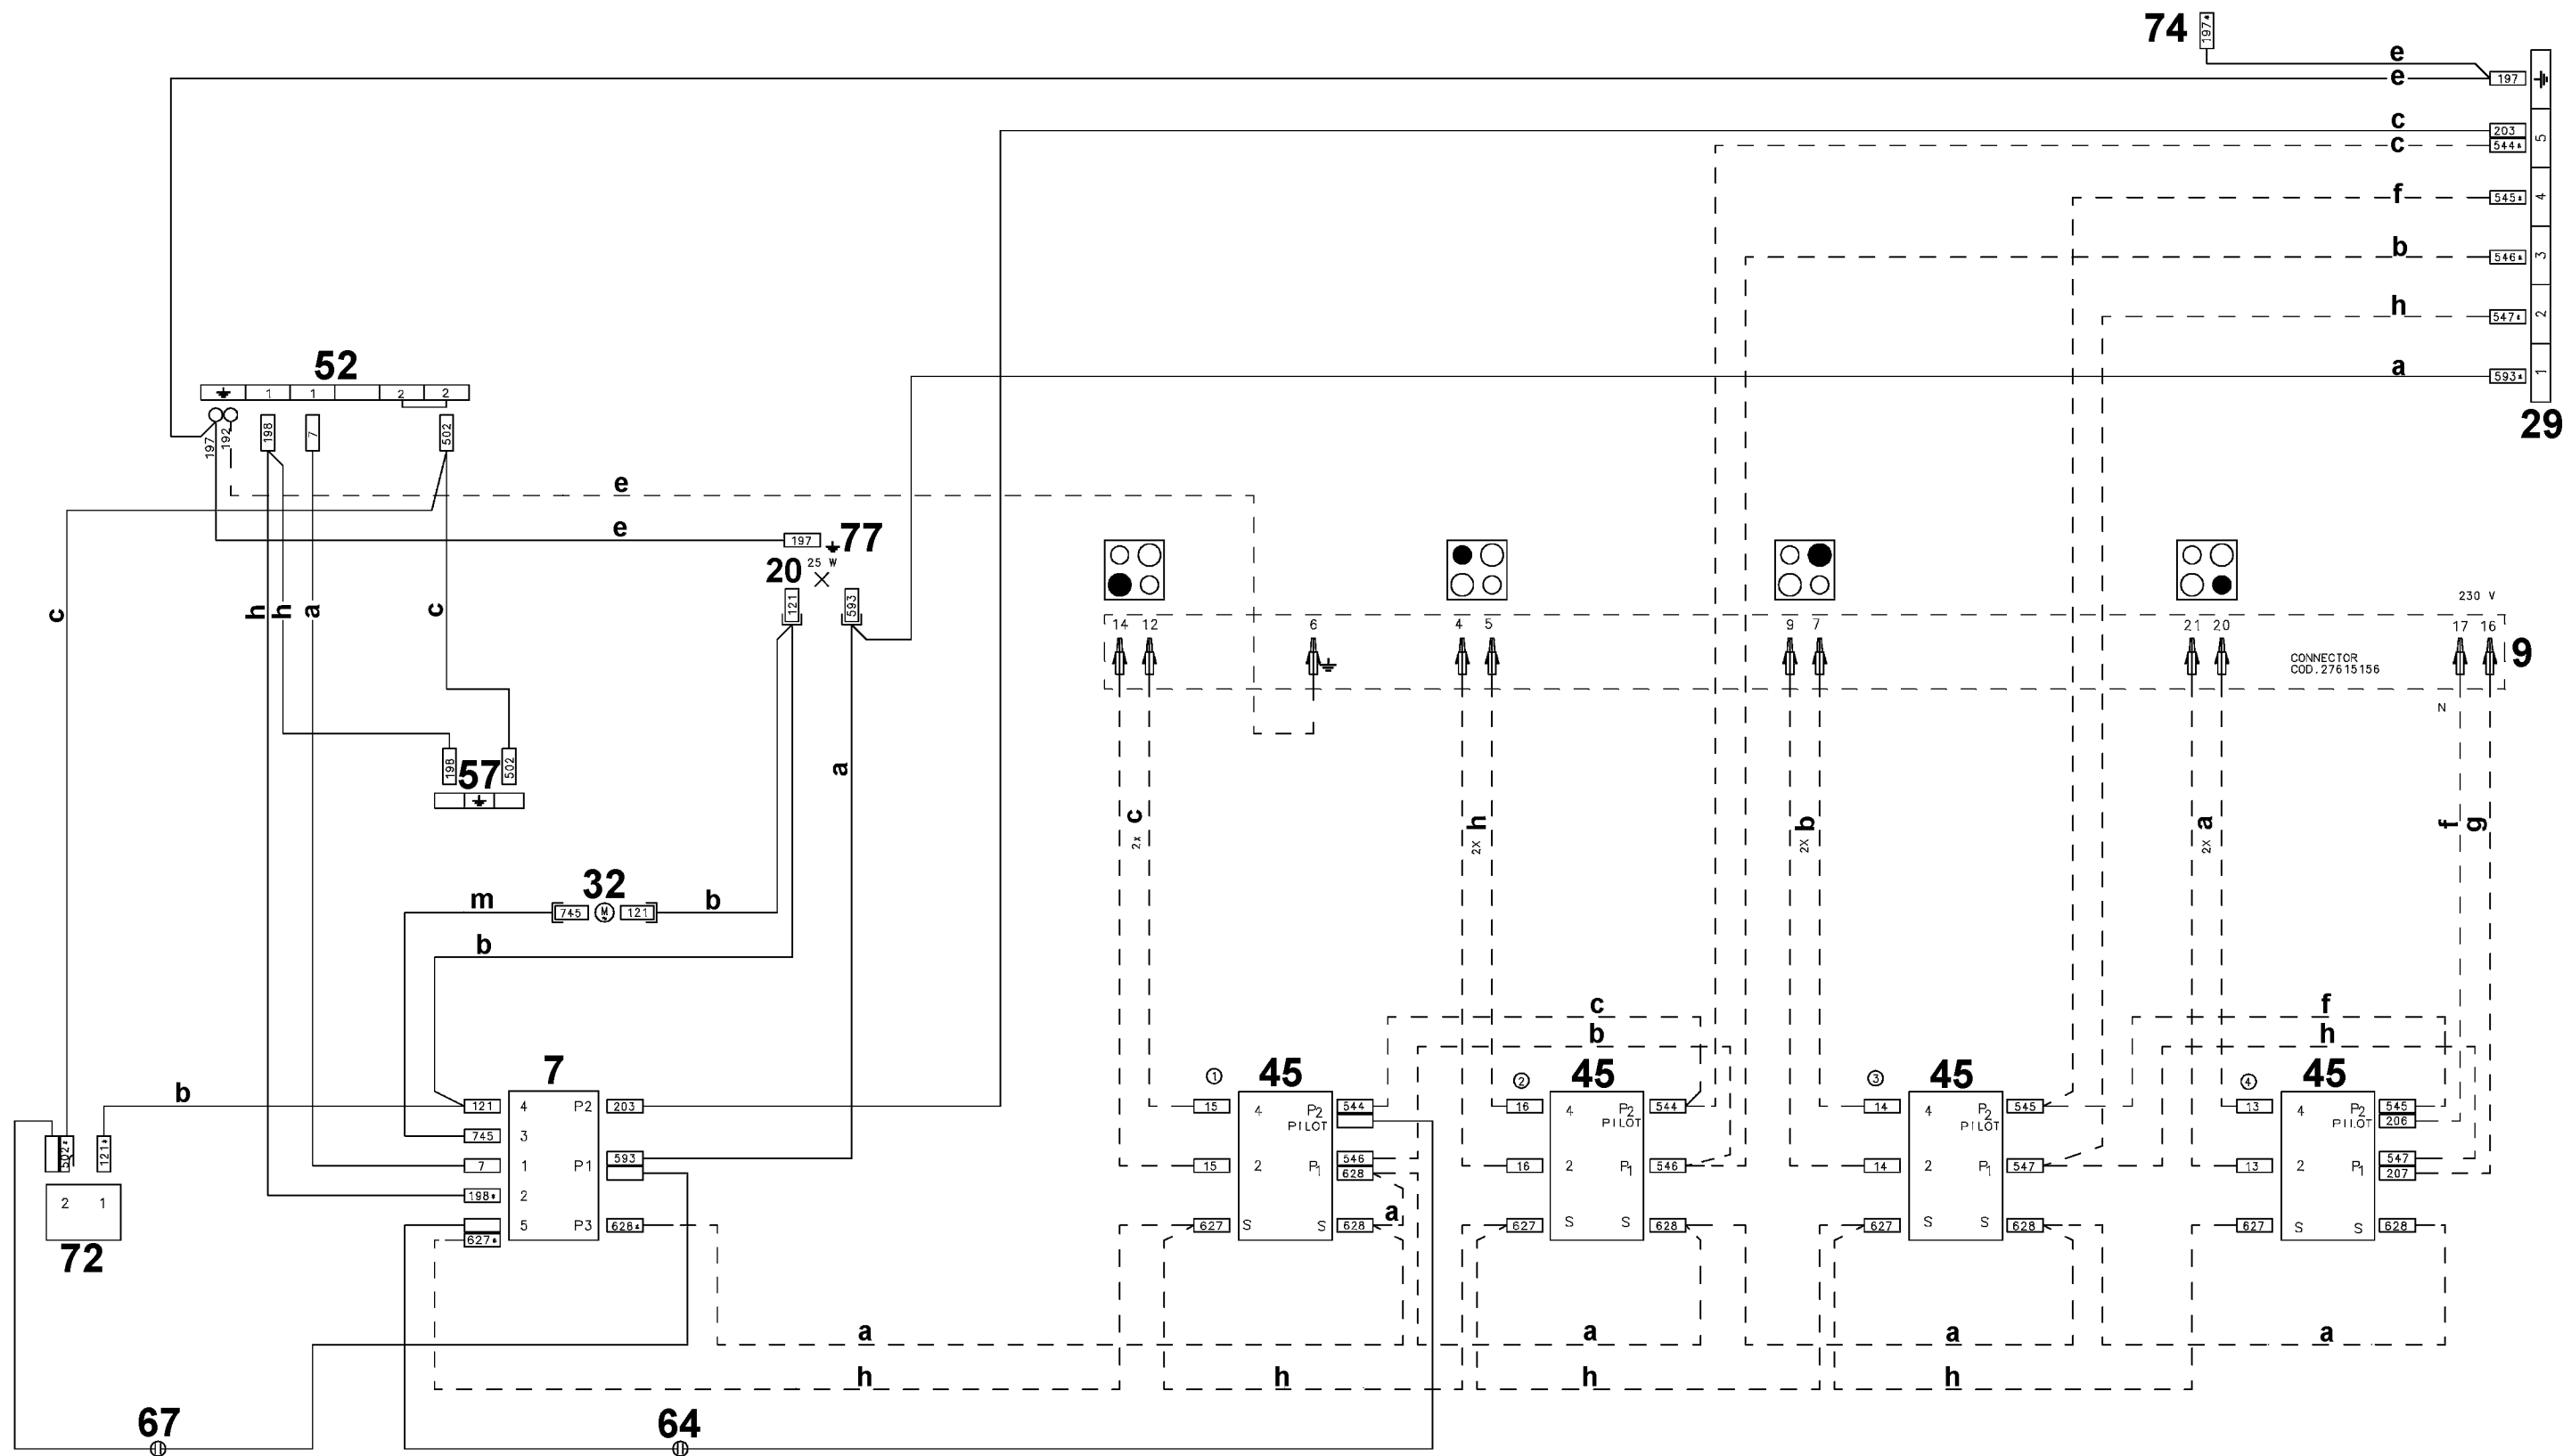 74
197*
e
e
197
c
203
5
c
544*
f
545*
4
b
546*
3
h
547*
2
a
593*
1
29
52
1 1 2 2
197
192
198
7
502
e
e
197
77
20
25 W
121
593
c
h
h
a
c
198
57
502
a
230 V
14 12 6 4 5 9 7 21 20 17 16
CONNECTOR
COD.27615156
9
N
c
2x
h
2X
b
2X
a
2X
f
g
32
m
745
M
121
b
b
c
b
f
h
7
b
121
4
P2
203
745
3
7
1
P1
593
198*
2
5
P3
628*
627*
502*
121*
2 1
72
1
45
15
4
P2
PILOT
544
15
2
P1
546
628
627
S
S
628
a
2
45
16
4
P2
PILOT
544
16
2
P1
546
627
S
S
628
3
45
14
4
P2
PILOT
545
14
2
P1
547
627
S
S
628
4
45
13
4
P2
PILOT
545
206
13
2
P1
547
207
627
S
S
628
a
a
a
a
h
h
h
h
67
64